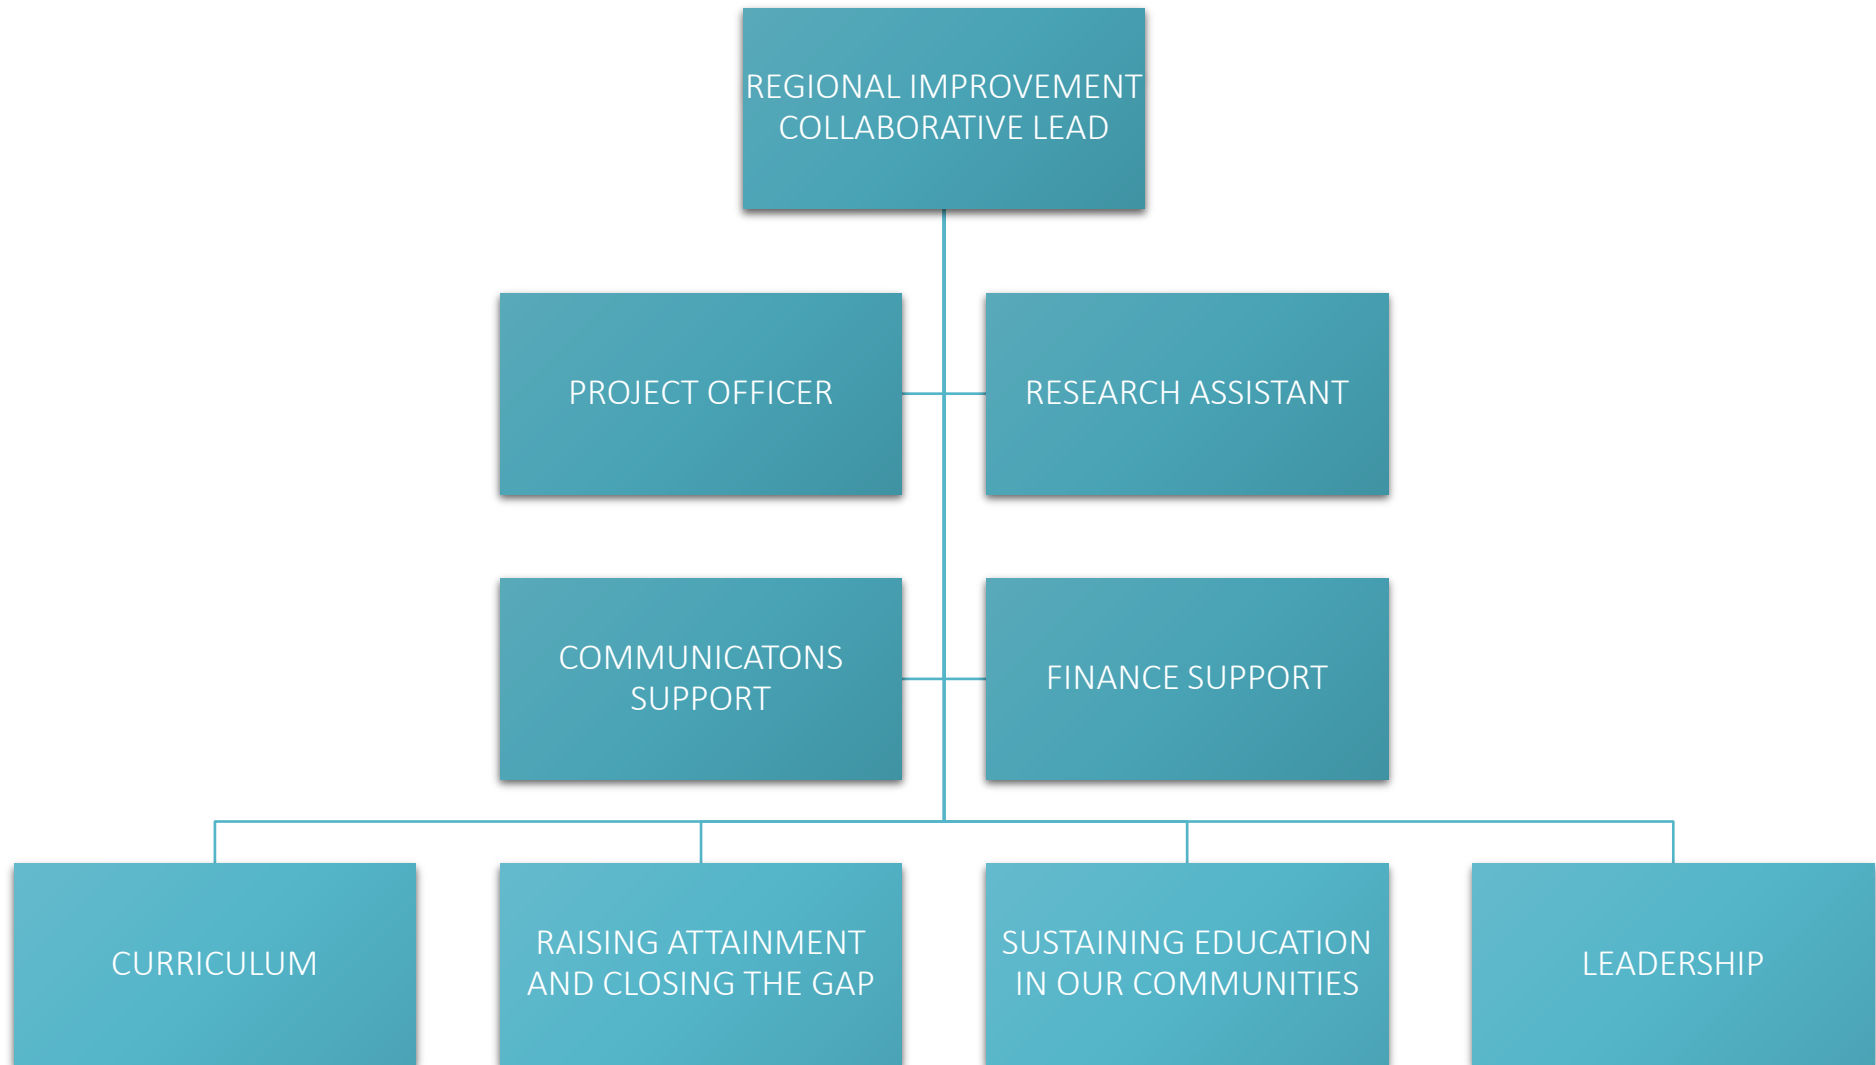 REGIONAL IMPROVEMENT
COLLABORATIVE LEAD
PROJECT OFFICER
RESEARCH ASSISTANT
COMMUNICATONS
SUPPORT
FINANCE SUPPORT
CURRICULUM
RAISING ATTAINMENT
AND CLOSING THE GAP
SUSTAINING EDUCATION
IN OUR COMMUNITIES
LEADERSHIP